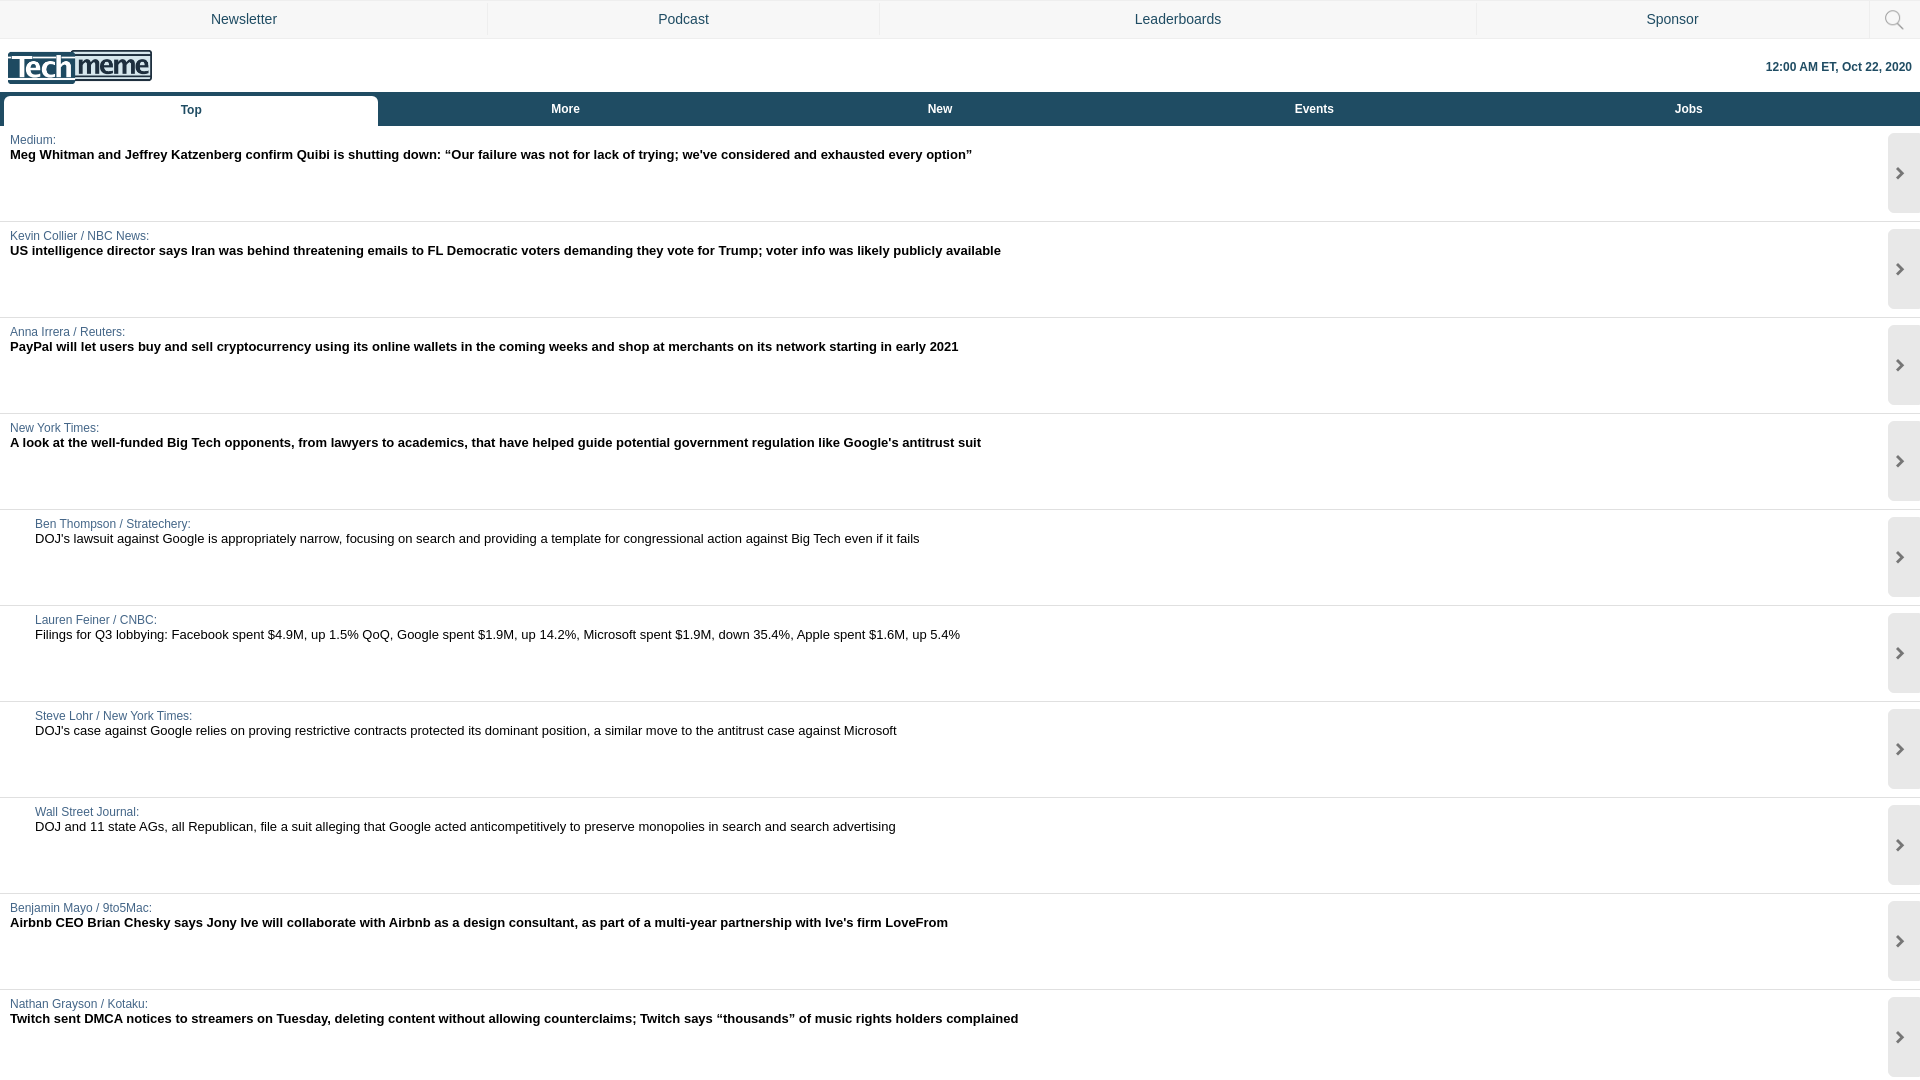 Newsletter Podcast Leaderboards Sponsor
Techmeme
12:00 AM ET, Oct 22, 2020
Top More New Events Jobs
Medium:
Meg Whitman and Jeffrey Katzenberg confirm Quibi is shutting down: “Our failure was not for lack of trying; we've considered and exhausted every option”
Kevin Collier / NBC News:
US intelligence director says Iran was behind threatening emails to FL Democratic voters demanding they vote for Trump; voter info was likely publicly available
Anna Irrera / Reuters:
PayPal will let users buy and sell cryptocurrency using its online wallets in the coming weeks and shop at merchants on its network starting in early 2021
New York Times:
A look at the well-funded Big Tech opponents, from lawyers to academics, that have helped guide potential government regulation like Google's antitrust suit
Ben Thompson / Stratechery:
DOJ's lawsuit against Google is appropriately narrow, focusing on search and providing a template for congressional action against Big Tech even if it fails
Lauren Feiner / CNBC:
Filings for Q3 lobbying: Facebook spent $4.9M, up 1.5% QoQ, Google spent $1.9M, up 14.2%, Microsoft spent $1.9M, down 35.4%, Apple spent $1.6M, up 5.4%
Steve Lohr / New York Times:
DOJ's case against Google relies on proving restrictive contracts protected its dominant position, a similar move to the antitrust case against Microsoft
Wall Street Journal:
DOJ and 11 state AGs, all Republican, file a suit alleging that Google acted anticompetitively to preserve monopolies in search and search advertising
Benjamin Mayo / 9to5Mac:
Airbnb CEO Brian Chesky says Jony Ive will collaborate with Airbnb as a design consultant, as part of a multi-year partnership with Ive's firm LoveFrom
Nathan Grayson / Kotaku:
Twitch sent DMCA notices to streamers on Tuesday, deleting content without allowing counterclaims; Twitch says “thousands” of music rights holders complained